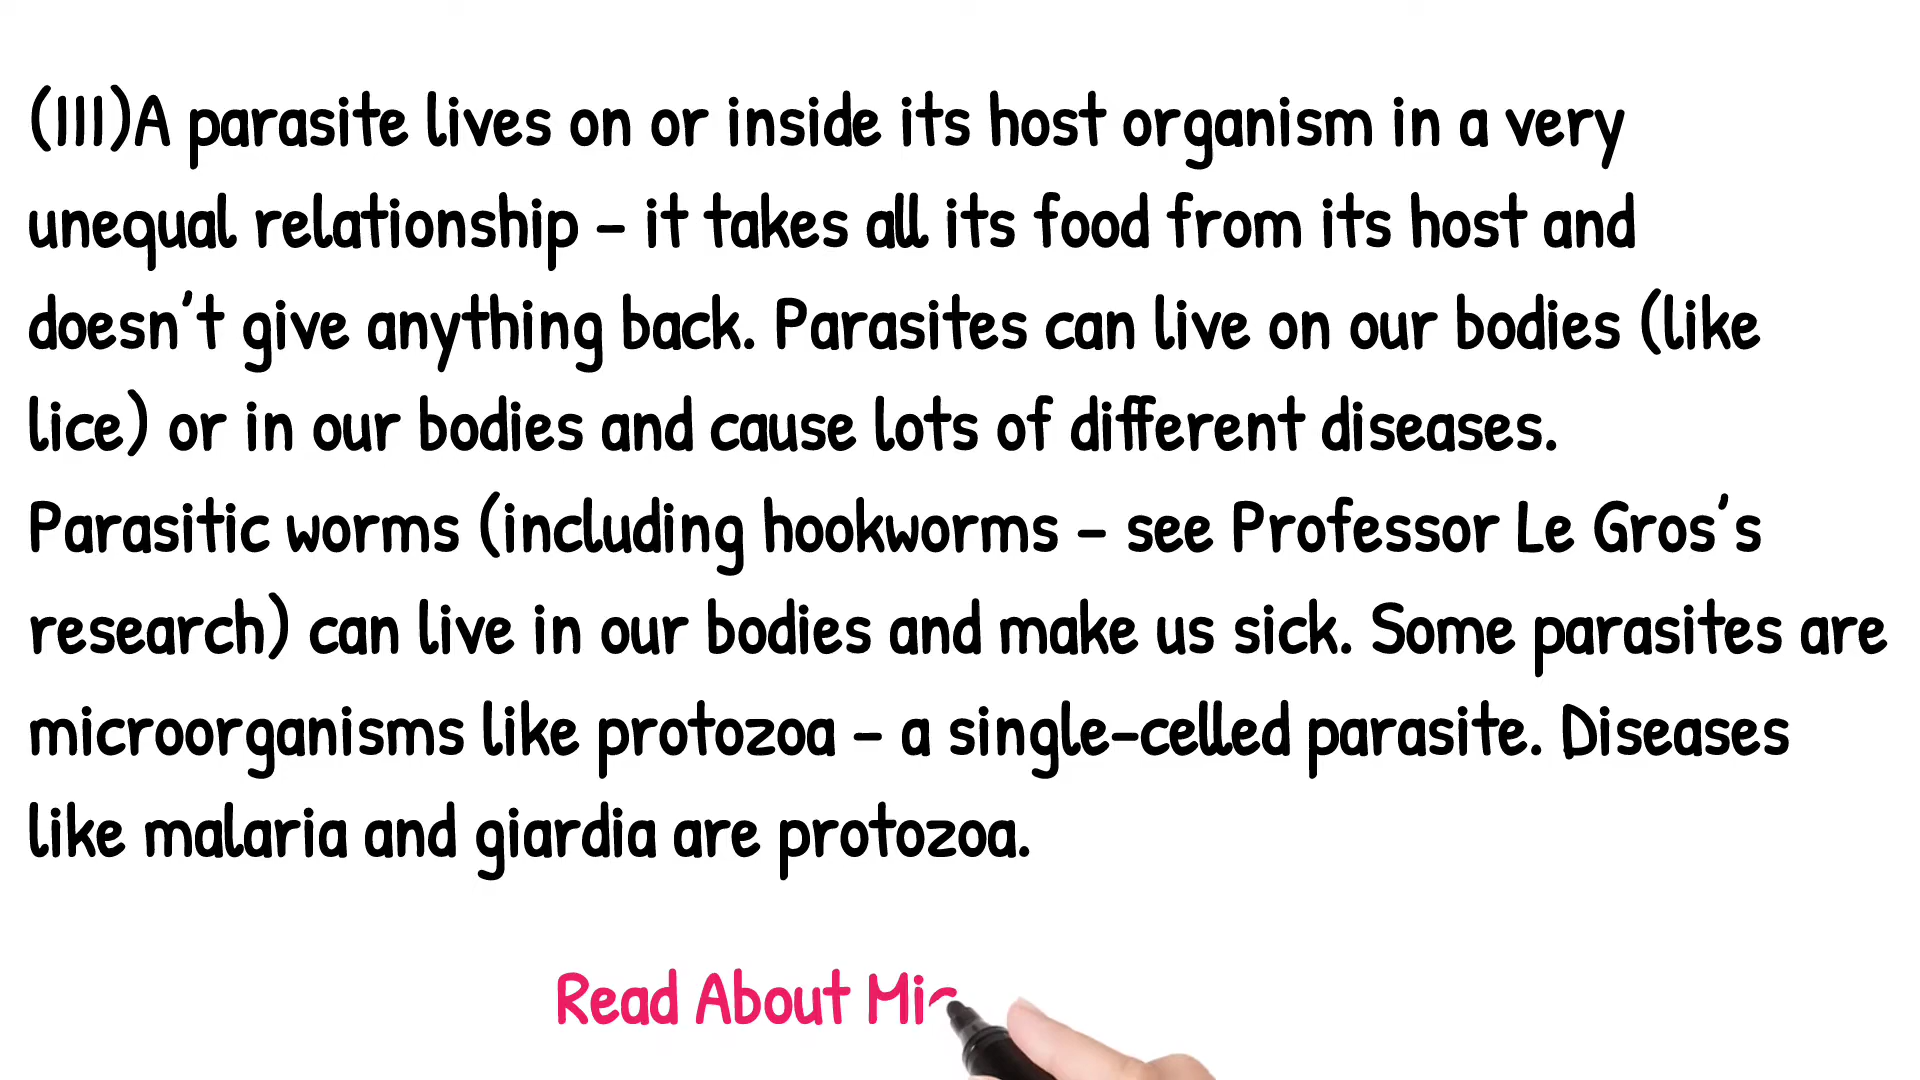 (III)A parasite lives on or inside its host organism in a very
unequal relationship – it takes all its food from its host and
doesn’t give anything back. Parasites can live on our bodies (like
lice) or in our bodies and cause lots of different diseases.
Parasitic worms (including hookworms – see Professor Le Gros’s
research) can live in our bodies and make us sick. Some parasites are
microorganisms like protozoa – a single-celled parasite. Diseases
like malaria and giardia are protozoa.
Read About Mic